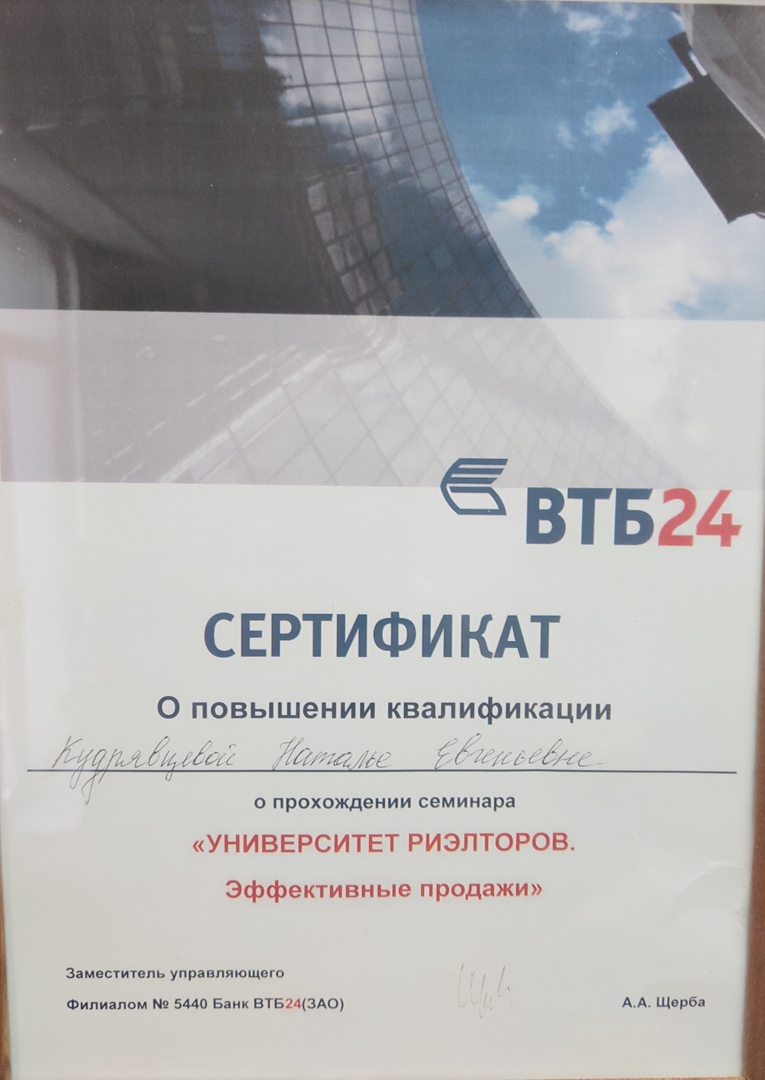 ВТБ24
СЕРТИФИКАТ
О повышении квалификации
Кудрявцевой Наталье Евгеньевне
о прохождении семинара
«УНИВЕРСИТЕТ РИЭЛТОРОВ.
Эффективные продажи»
Заместитель управляющего
Филиалом № 5440 Банк ВТБ24(ЗАО)
А.А. Щерба